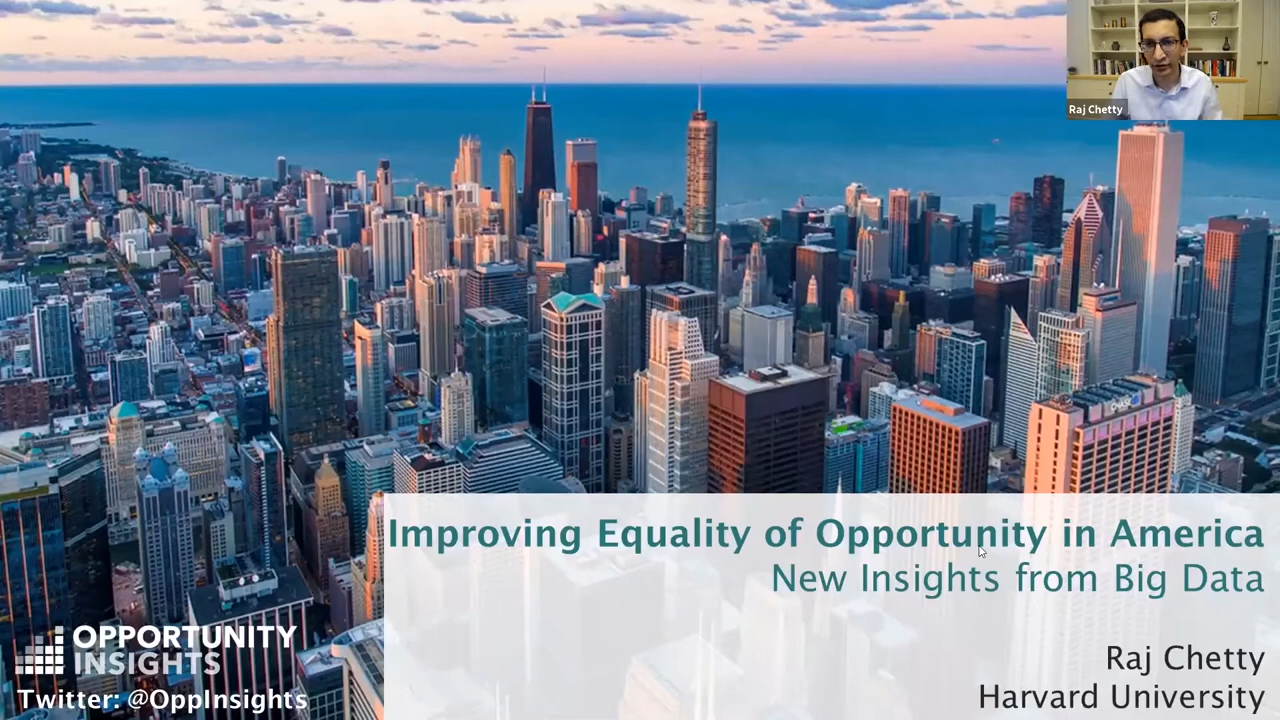 Raj Chetty
Improving Equality of Opportunity in America
New Insights from Big Data
Raj Chetty
Harvard University
OPPORTUNITY
INSIGHTS
Twitter: @OppInsights